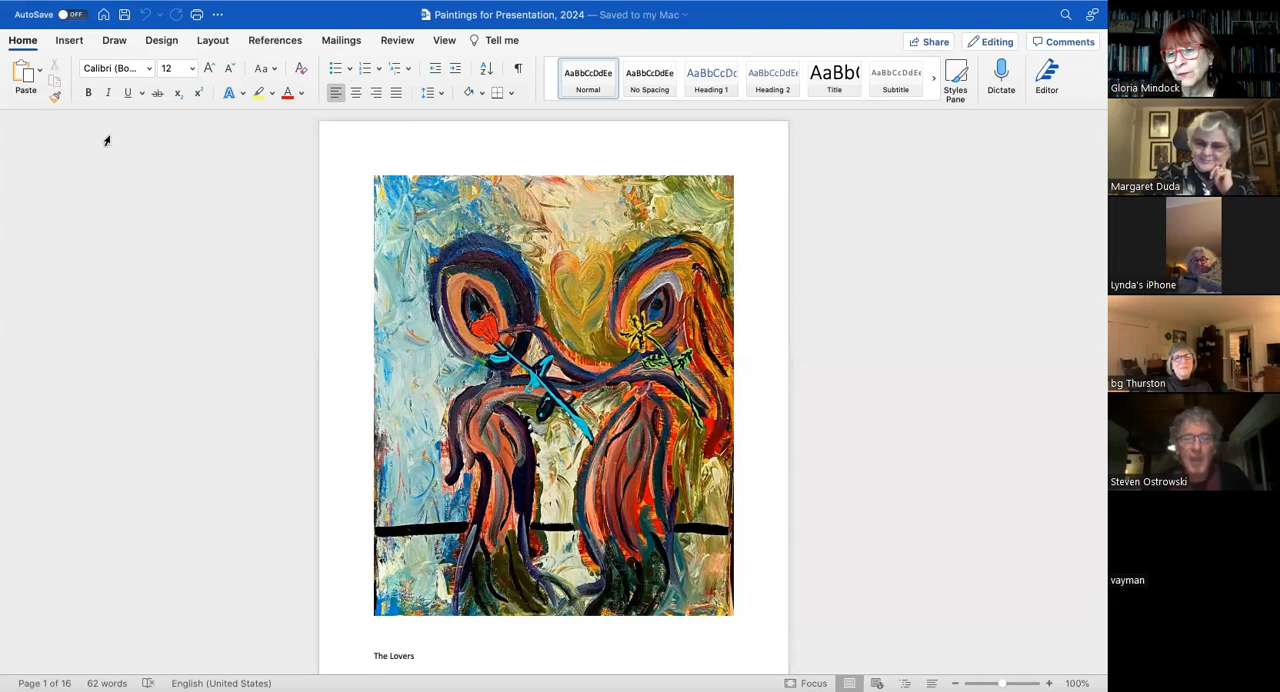 AutoSave OFF
Paintings for Presentation, 2024 — Saved to my Mac
Home Insert Draw Design Layout References Mailings Review View Tell me
Share Editing Comments
Paste
Calibri (Bo... 12
AaBbCcDdEe AaBbCcDdEe AaBbCcDc AaBbCcDdEe AaBb( AaBbCcDdEe
Normal No Spacing Heading 1 Heading 2 Title Subtitle
Styles Pane
Dictate
Editor
The Lovers
Page 1 of 16 62 words English (United States) Focus 100%
Gloria Mindock
Margaret Duda
Lynda's iPhone
bg Thurston
Steven Ostrowski
vayman